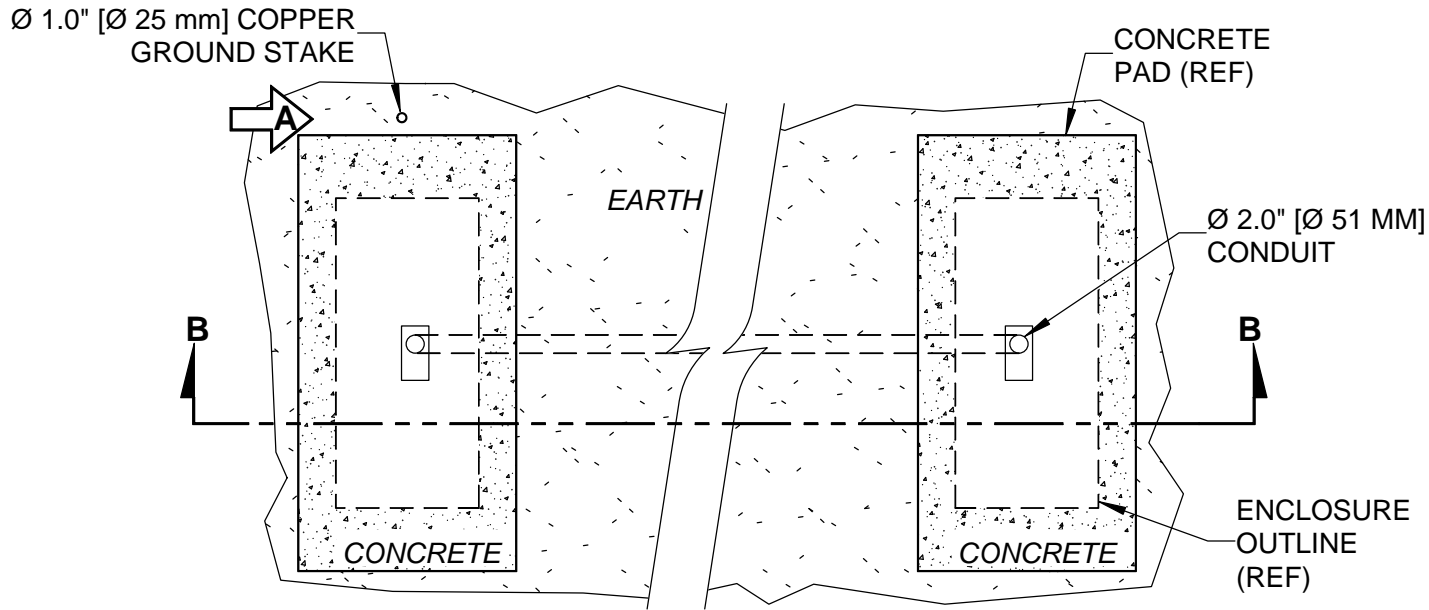 Ø 1.0" [Ø 25 mm] COPPER
GROUND STAKE
CONCRETE
PAD (REF)
A
EARTH
Ø 2.0" [Ø 51 MM]
CONDUIT
B
B
ENCLOSURE
OUTLINE
(REF)
CONCRETE
CONCRETE